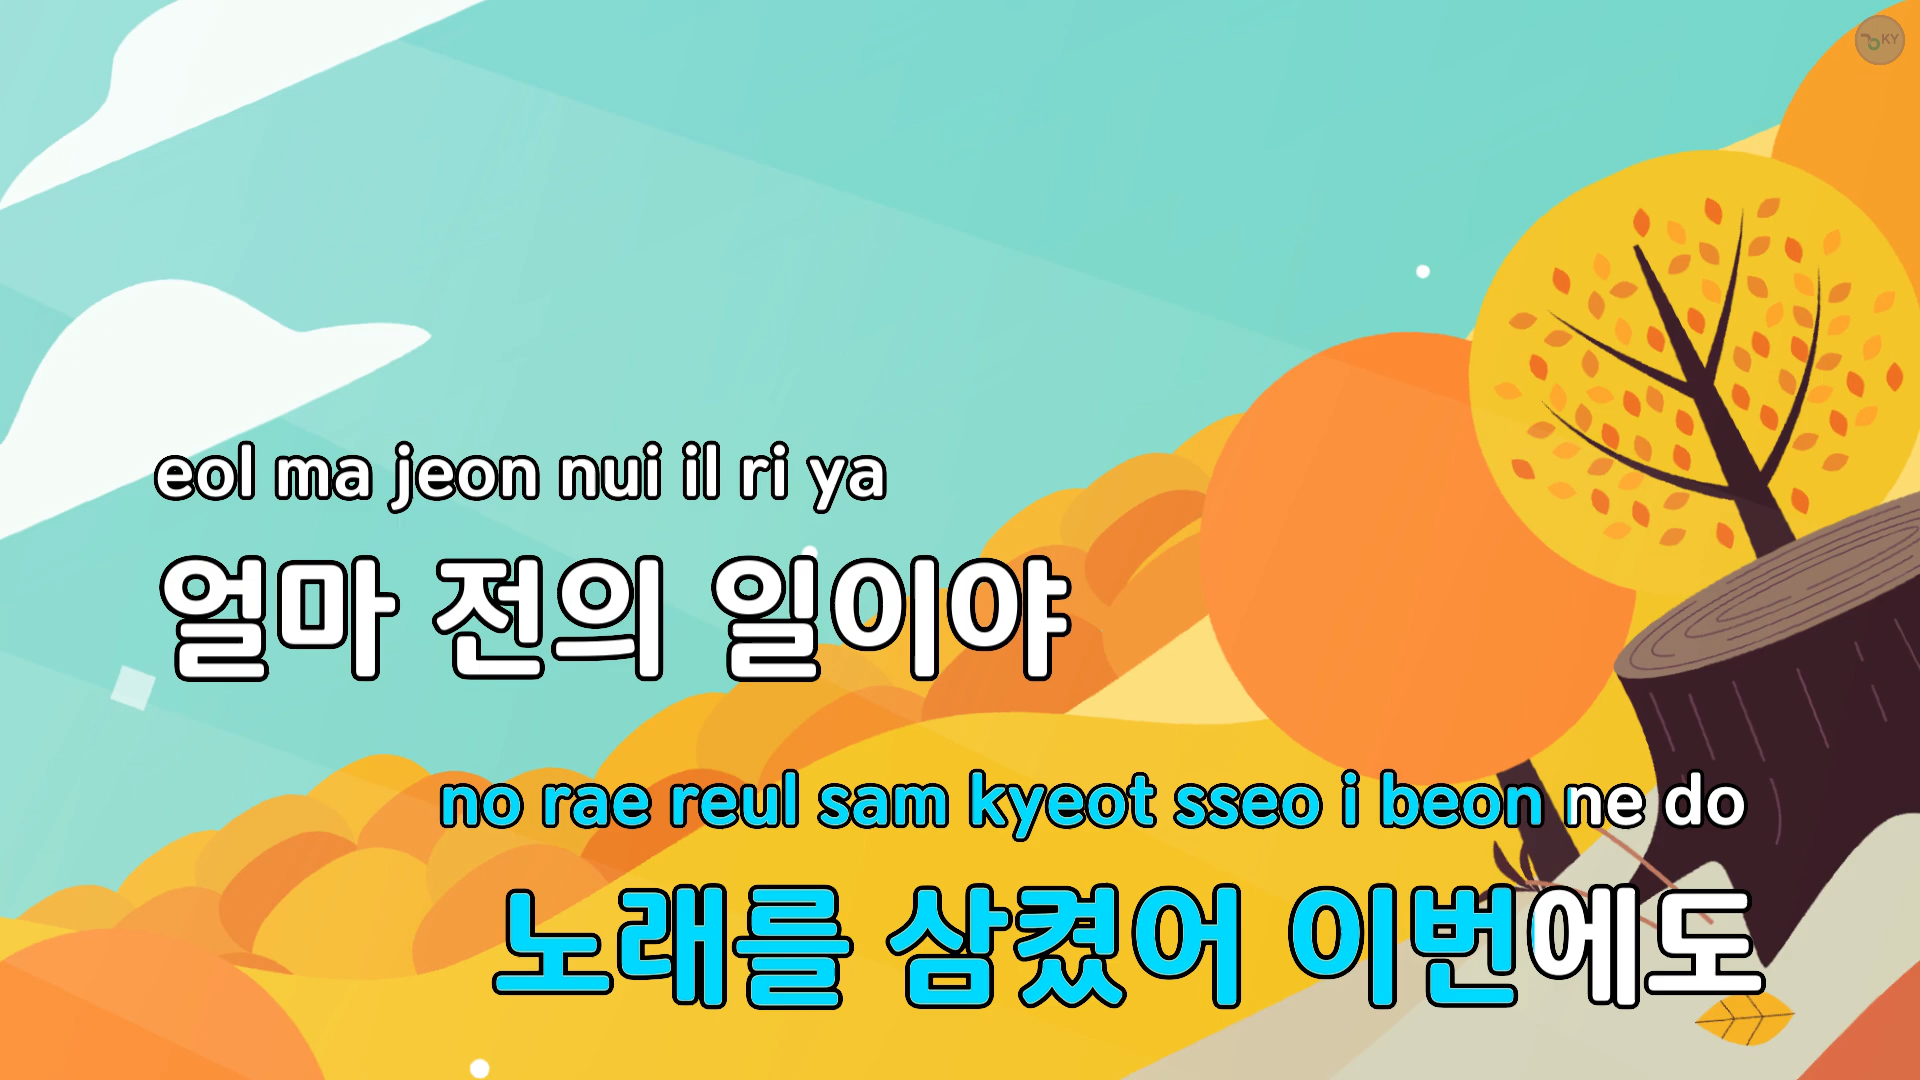 KY
eol ma jeon nui il ri ya
얼마 전의 일이야
no rae reul sam kyeot sseo i beon ne do
노래를 삼켰어 이번에도